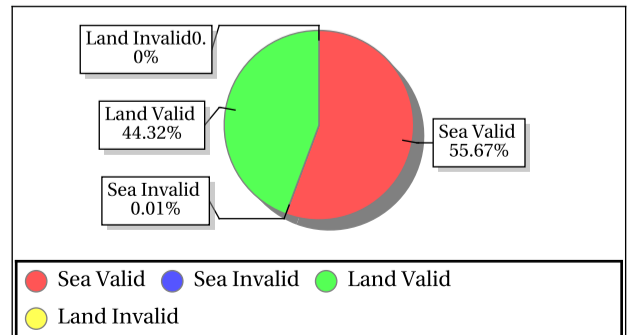 Land Invalid0.
0%
Land Valid
44.32%
Sea Valid
55.67%
Sea Invalid
0.01%
Sea Valid Sea Invalid Land Valid
Land Invalid